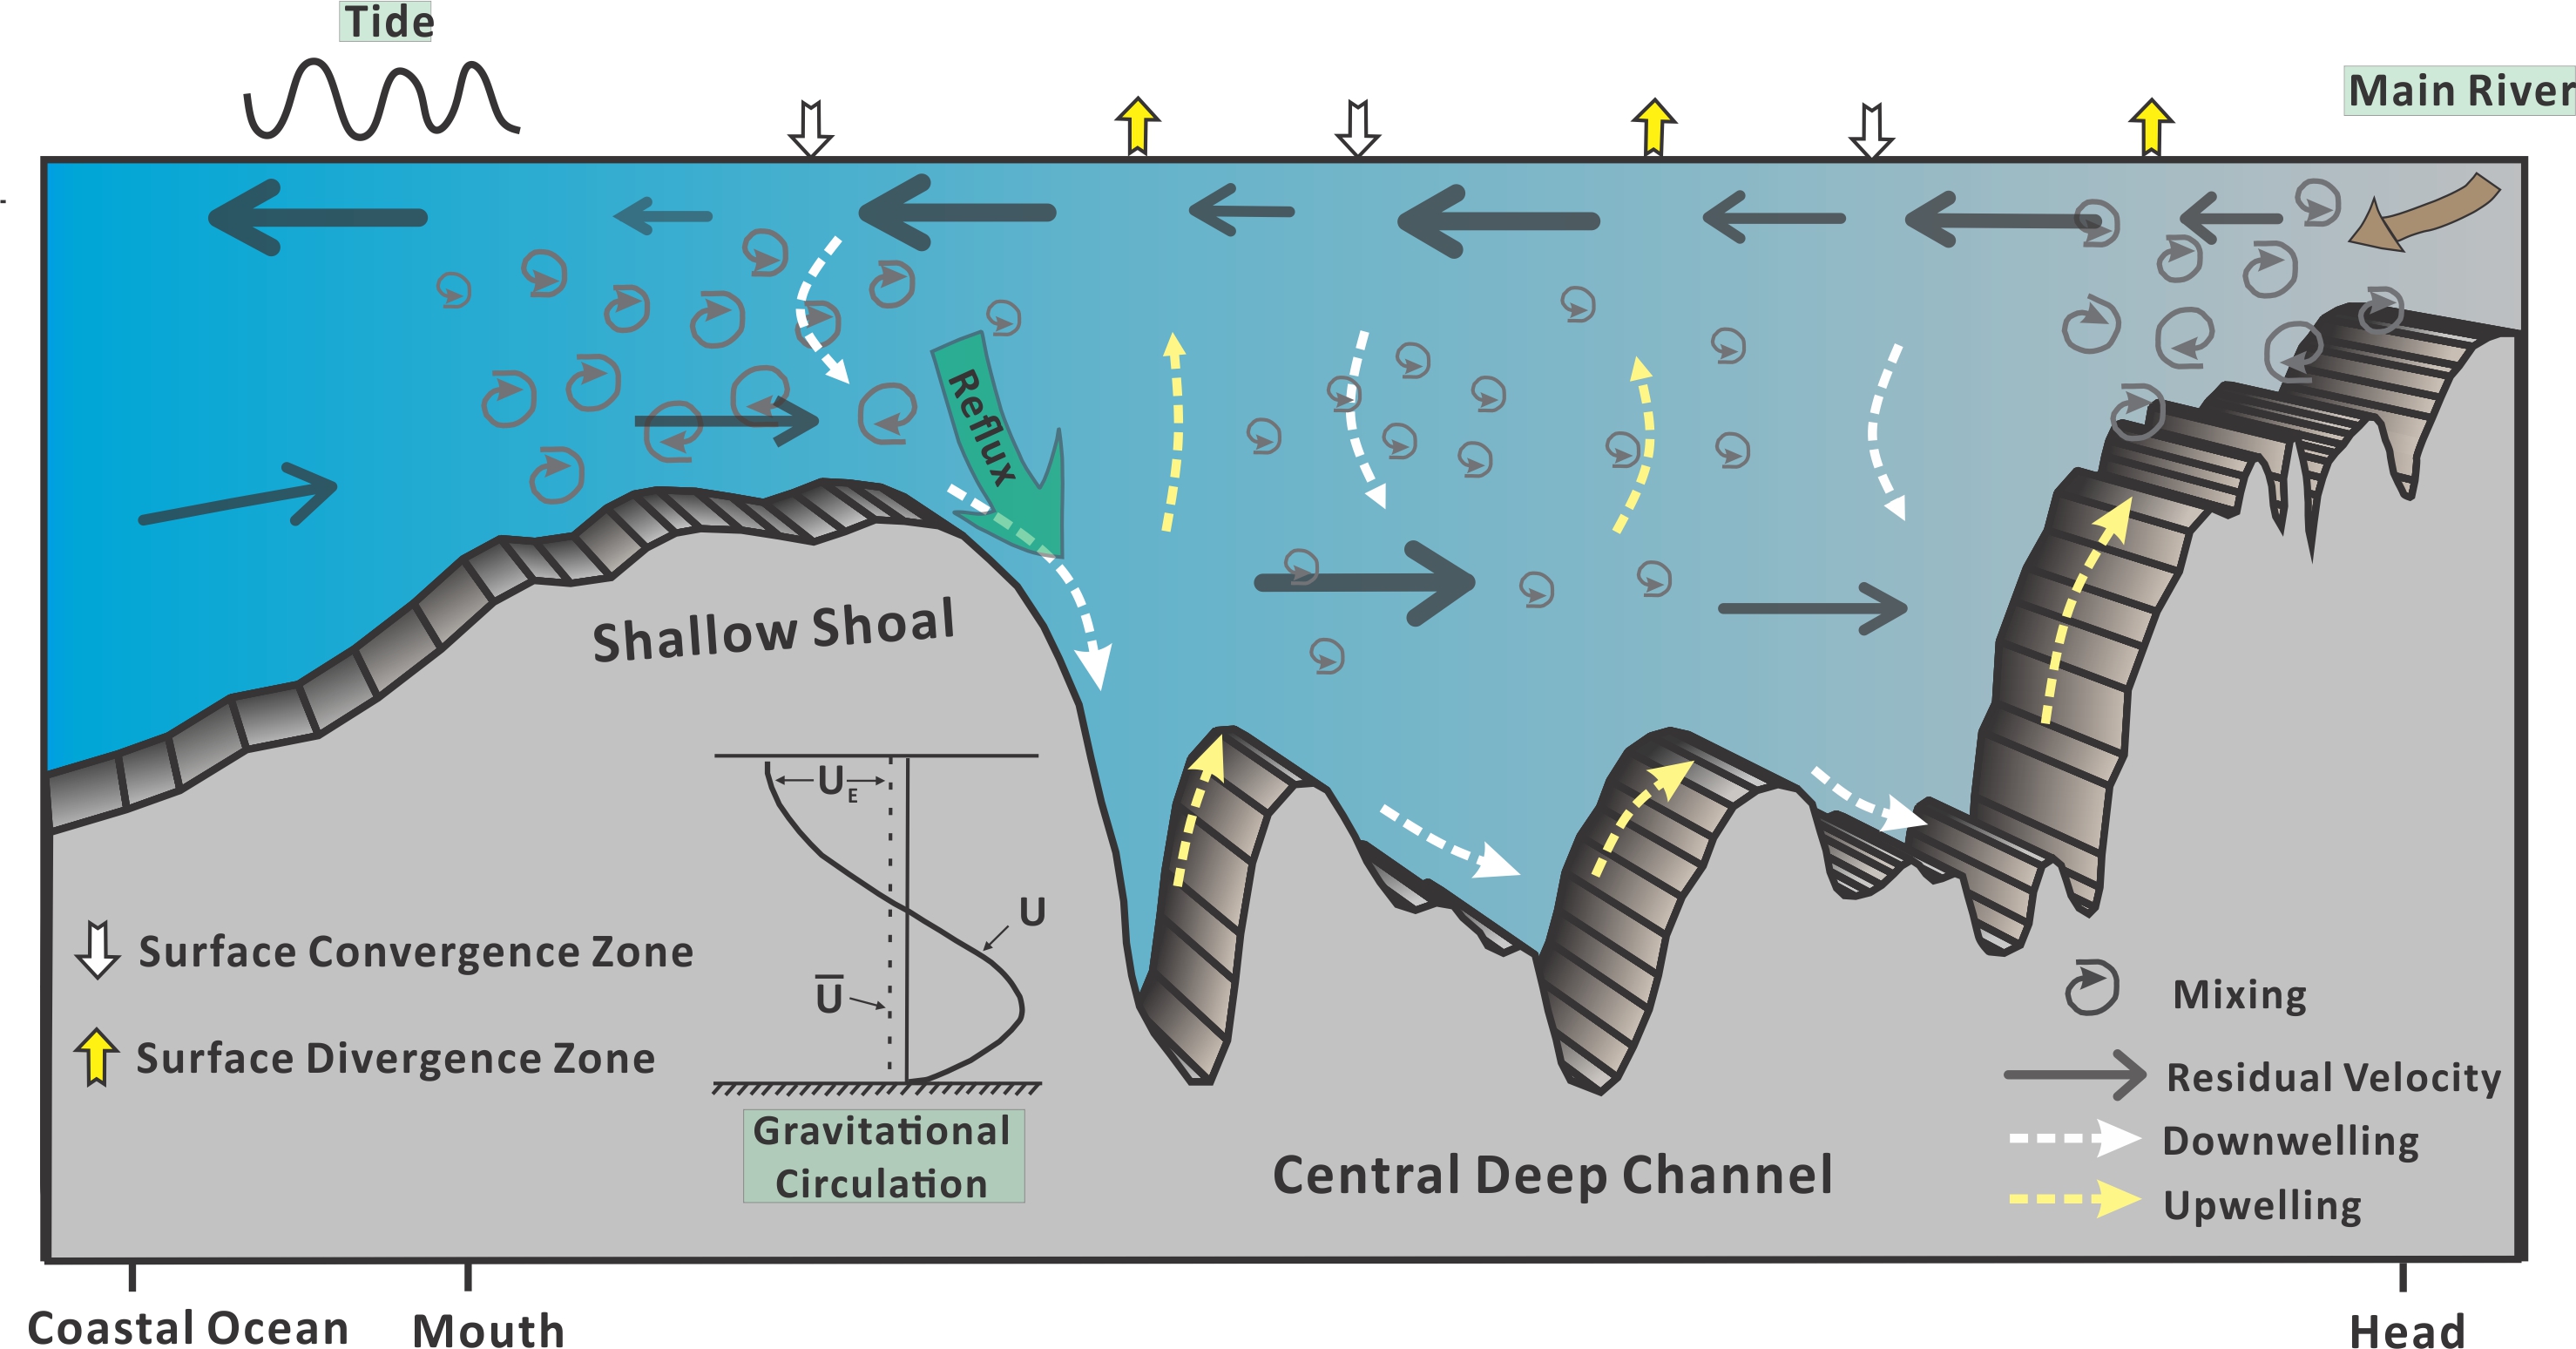 Tide
Main River
Reflux
Shallow Shoal
U
E
U
U̅
Surface Convergence Zone
Surface Divergence Zone
Gravitational
Circulation
Central Deep Channel
Mixing
Residual Velocity
Downwelling
Upwelling
Coastal Ocean
Mouth
Head